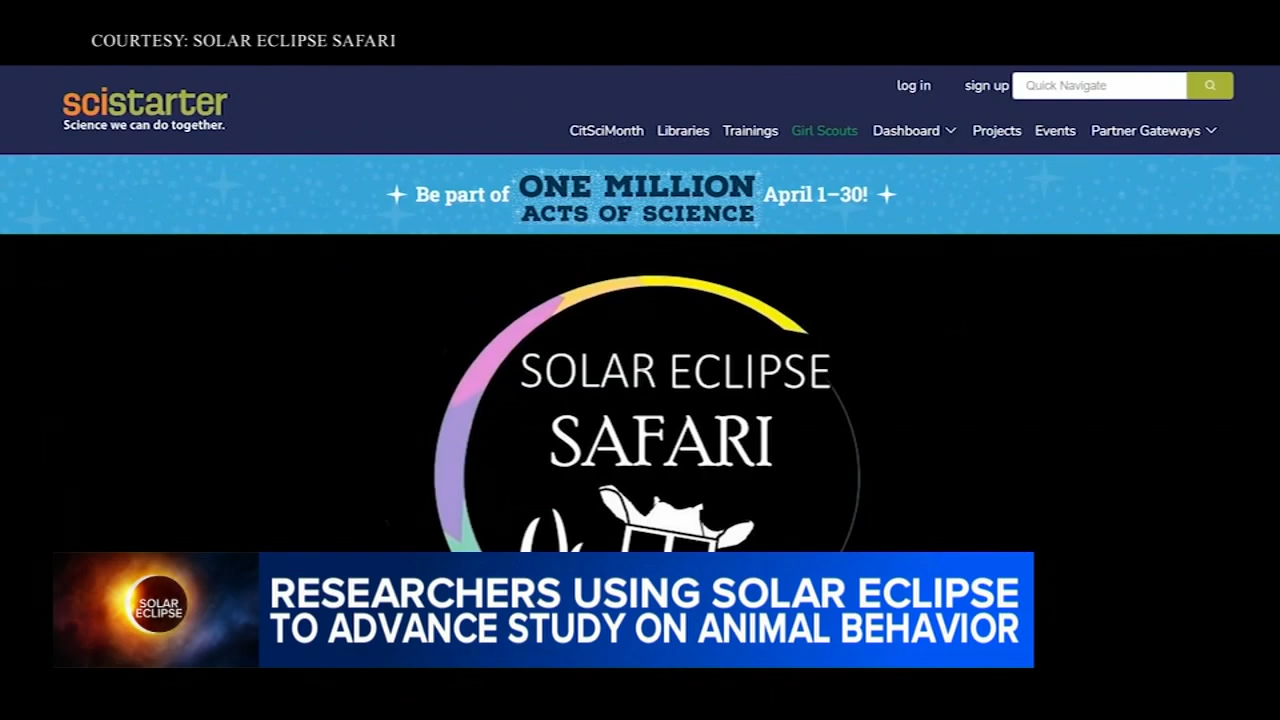 COURTESY: SOLAR ECLIPSE SAFARI
scistarter
Science we can do together.
log in sign up Quick Navigate
CitSciMonth Libraries Trainings Girl Scouts Dashboard Projects Events Partner Gateways
Be part of ONE MILLION ACTS OF SCIENCE April 1–30!
SOLAR ECLIPSE
SAFARI
SOLAR
ECLIPSE
RESEARCHERS USING SOLAR ECLIPSE
TO ADVANCE STUDY ON ANIMAL BEHAVIOR